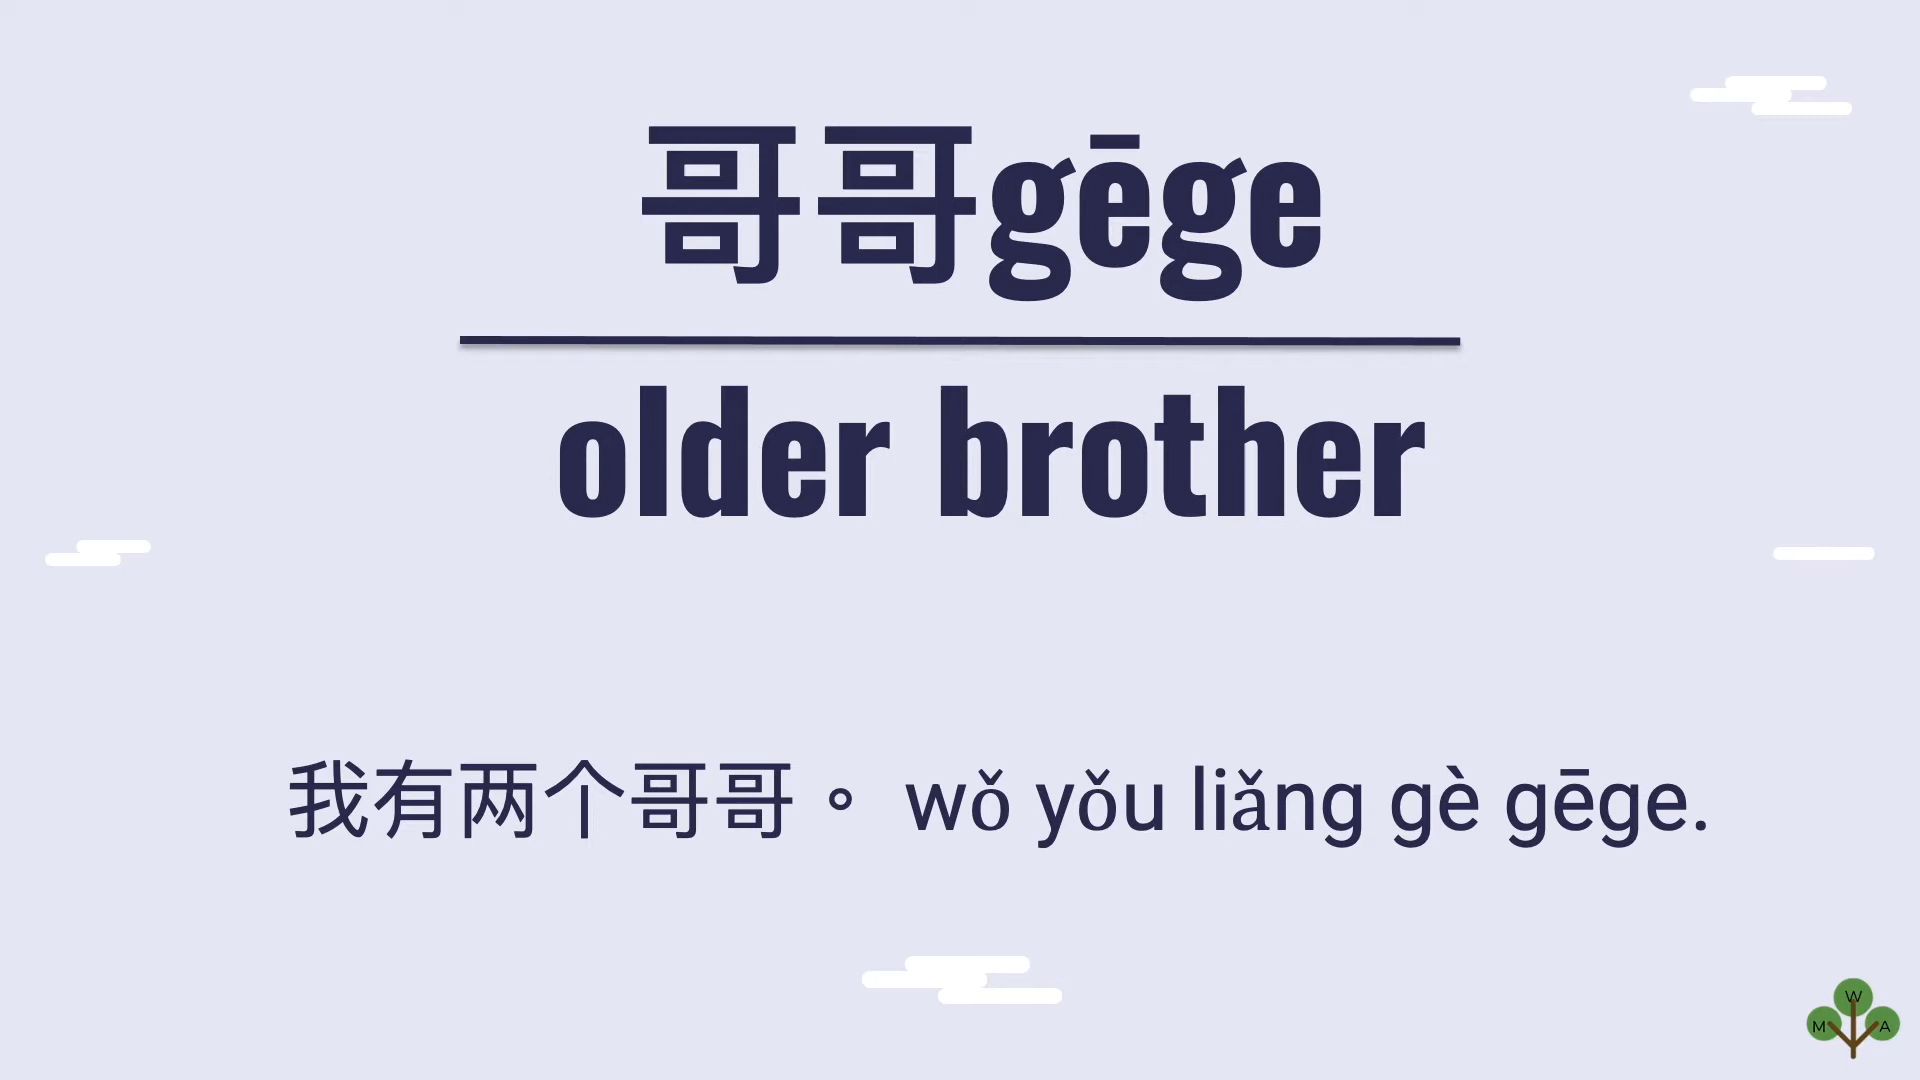 哥哥gēge
older brother
我有两个哥哥。 wǒ yǒu liǎng gè gēge.
W
M A